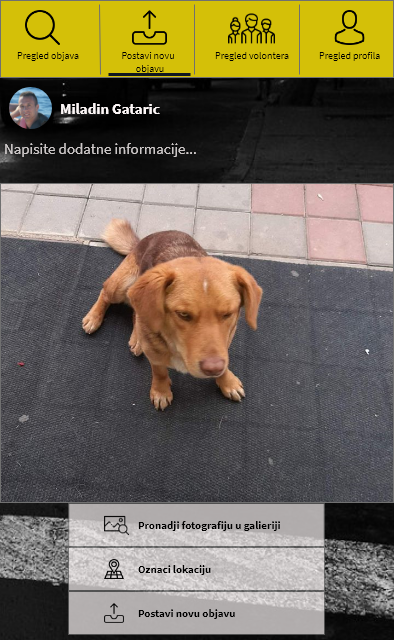 Pregled objava
Postavi novu
objavu
Pregled volontera
Pregled profila
Miladin Gataric
Napisite dodatne informacije...
Pronadji fotografiju u galieriji
Oznaci lokaciju
Postavi novu objavu